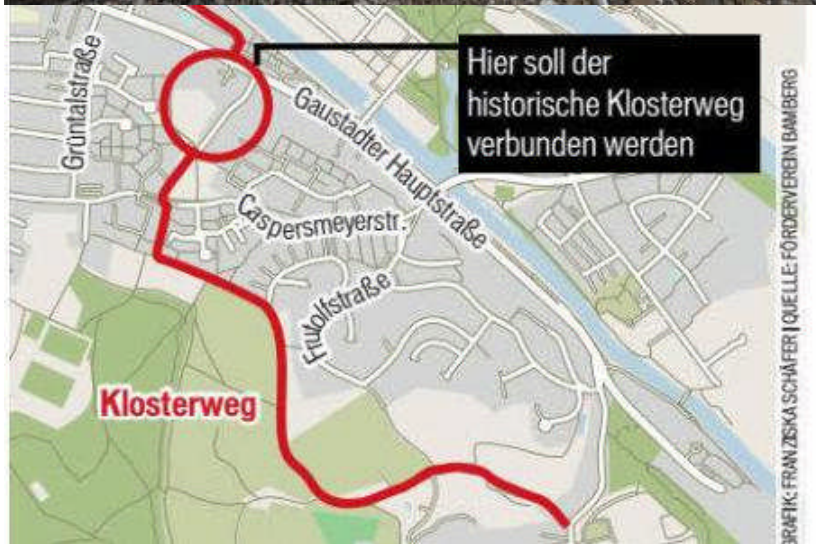 Hier soll der
historische Klosterweg
verbunden werden
Grüntalstraße
Gaustadter Hauptstraße
Caspersmeyerstr.
Frutolfstraße
Klosterweg
GRAFIK: FRANZISKA SCHÄFER | QUELLE: FÖRDERVEREIN BAMBERG